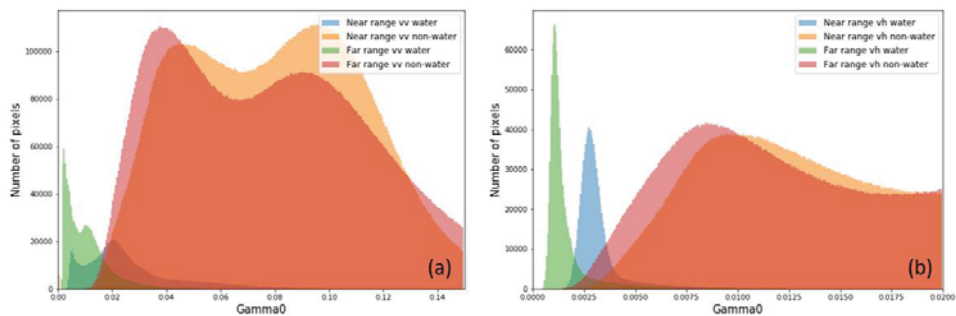 Near range vv water
Near range vv non-water
Far range vv water
Far range vv non-water
Number of pixels
100000
80000
60000
40000
20000
0
0.00 0.02 0.04 0.06 0.08 0.10 0.12 0.14
Gamma0
(a)
Near range vh water
Near range vh non-water
Far range vh water
Far range vh non-water
Number of pixels
60000
50000
40000
30000
20000
10000
0
0.0000 0.0025 0.0050 0.0075 0.0100 0.0125 0.0150 0.0175 0.0200
Gamma0
(b)